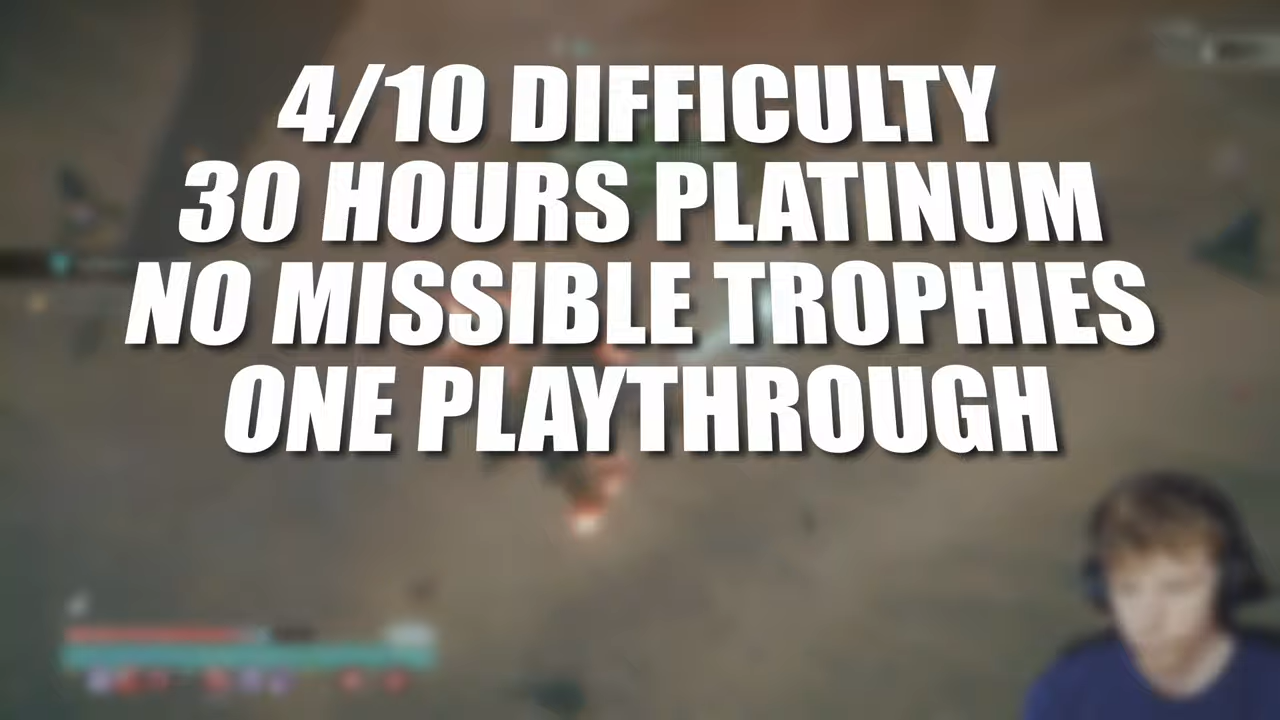 4/10 DIFFICULTY
30 HOURS PLATINUM
NO MISSIBLE TROPHIES
ONE PLAYTHROUGH